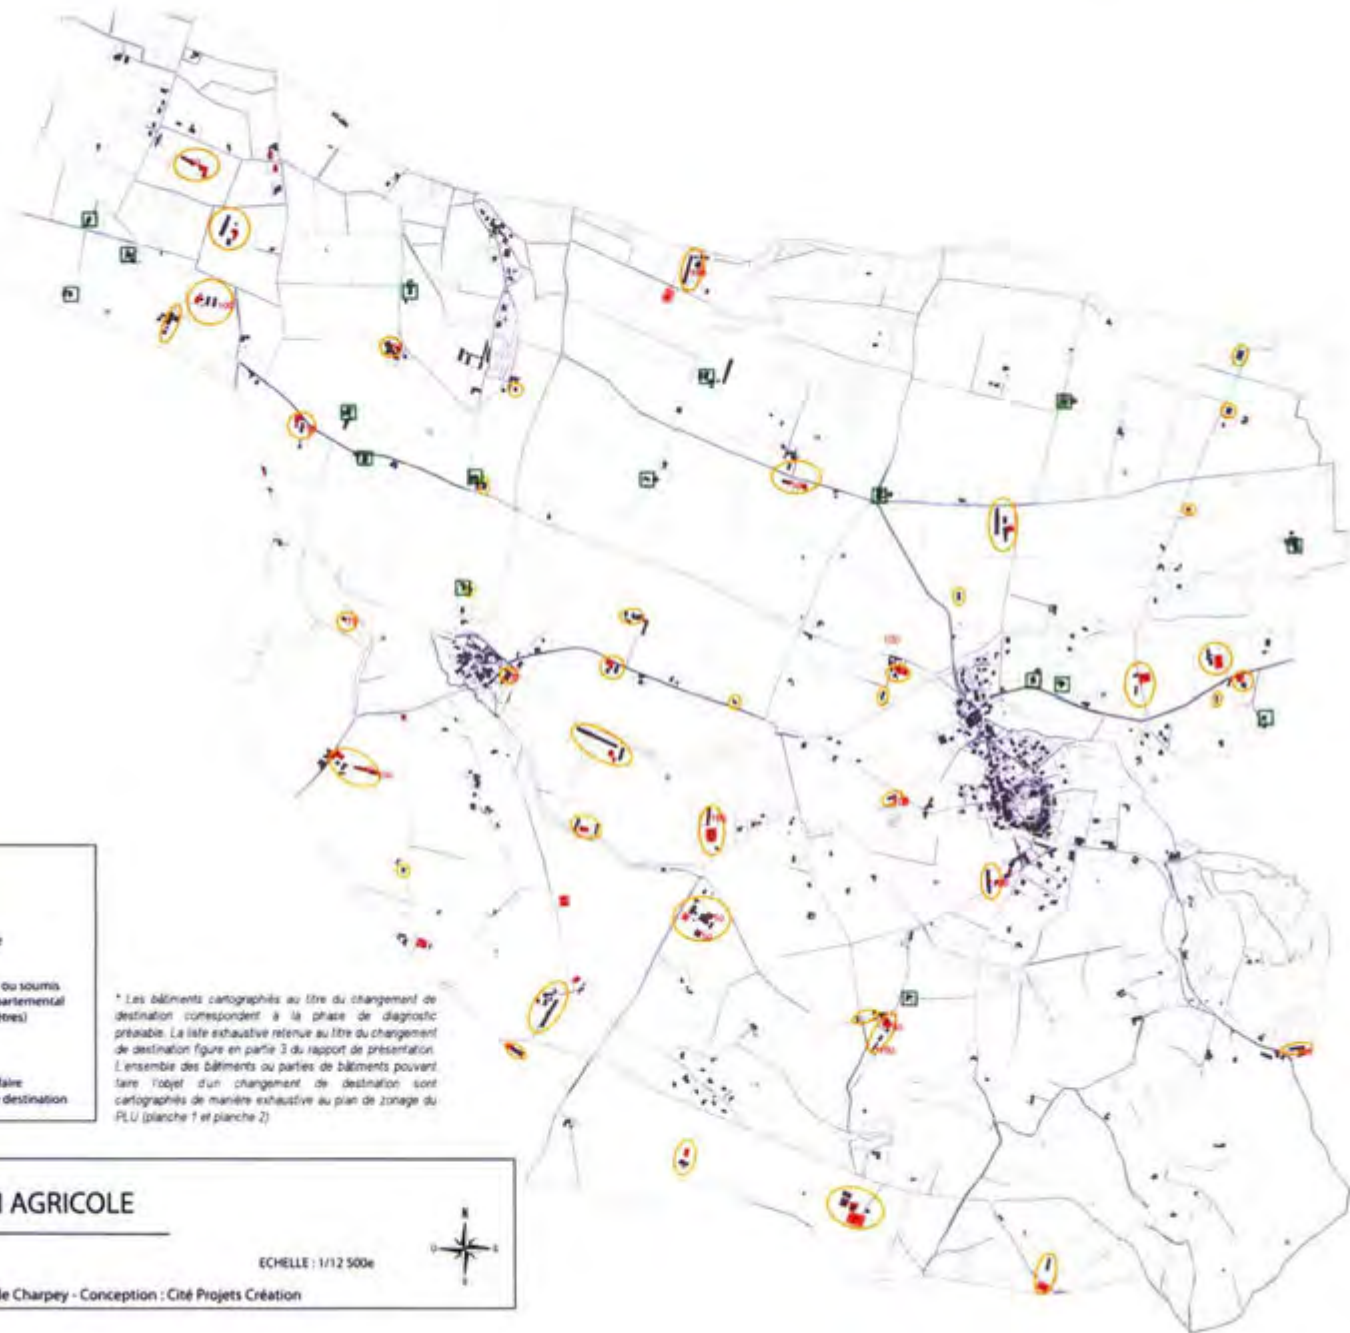 ou soumis
partemental
ètres)
faire
destination
* Les bâtiments cartographiés au titre du changement de
destination correspondent à la phase de diagnostic
préalable. La liste exhaustive retenue au titre du changement
de destination figure en partie 3 du rapport de présentation.
L'ensemble des bâtiments ou parties de bâtiments pouvant
faire l'objet d'un changement de destination sont
cartographiés de manière exhaustive au plan de zonage du
PLU (planche 1 et planche 2)
AGRICOLE
N
ECHELLE : 1/12 500e
le Charpey - Conception : Cité Projets Création